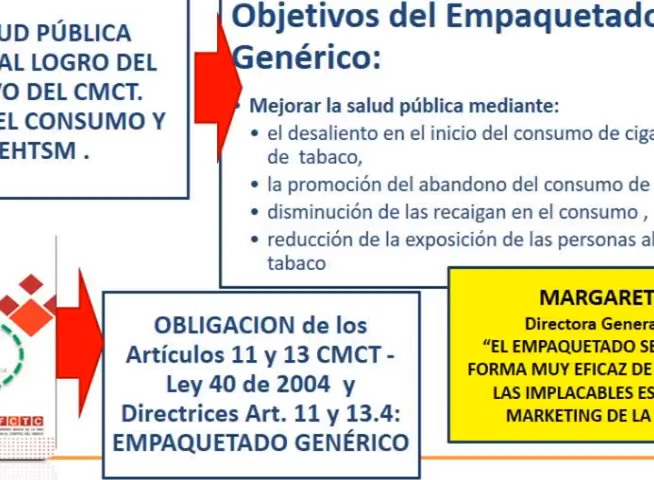 UD PÚBLICA
AL LOGRO DEL
O DEL CMCT.
EL CONSUMO Y
EHTSM .
Objetivos del Empaquetado
Genérico:
Mejorar la salud pública mediante:
• el desaliento en el inicio del consumo de ciga
de tabaco,
• la promoción del abandono del consumo de
• disminución de las recaigan en el consumo ,
• reducción de la exposición de las personas al
tabaco
FCTC
OBLIGACION de los
Artículos 11 y 13 CMCT -
Ley 40 de 2004 y
Directrices Art. 11 y 13.4:
EMPAQUETADO GENÉRICO
MARGARET
Directora Genera
“EL EMPAQUETADO SE
FORMA MUY EFICAZ DE
LAS IMPLACABLES ES
MARKETING DE LA